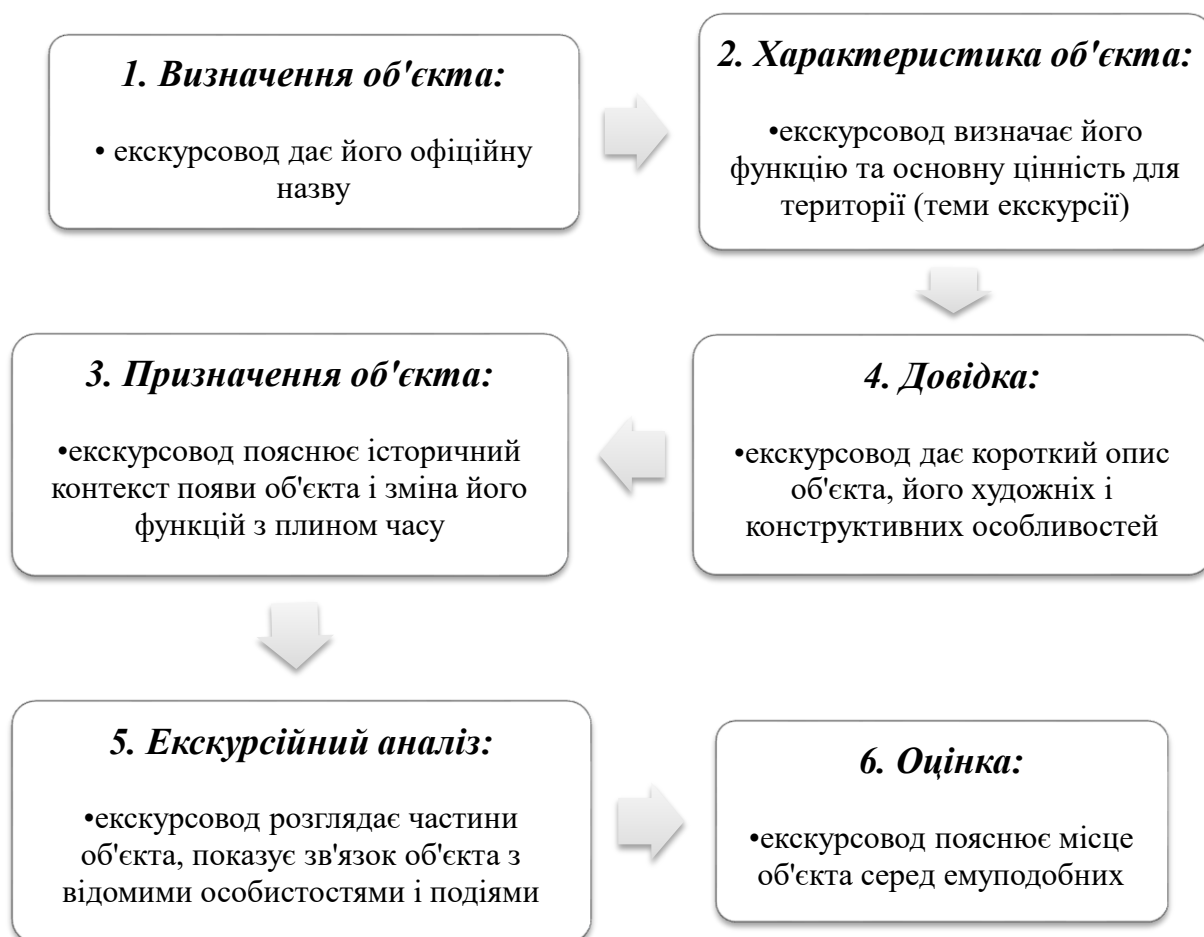 1. Визначення об'єкта:
• екскурсовод дає його офіційну
назву
2. Характеристика об'єкта:
•екскурсовод визначає його
функцію та основну цінність для
території (теми екскурсії)
3. Призначення об'єкта:
•екскурсовод пояснює історичний
контекст появи об'єкта і зміна його
функцій з плином часу
4. Довідка:
•екскурсовод дає короткий опис
об'єкта, його художніх і
конструктивних особливостей
5. Екскурсійний аналіз:
•екскурсовод розглядає частини
об'єкта, показує зв'язок об'єкта з
відомими особистостями і подіями
6. Оцінка:
•екскурсовод пояснює місце
об'єкта серед емуподобних